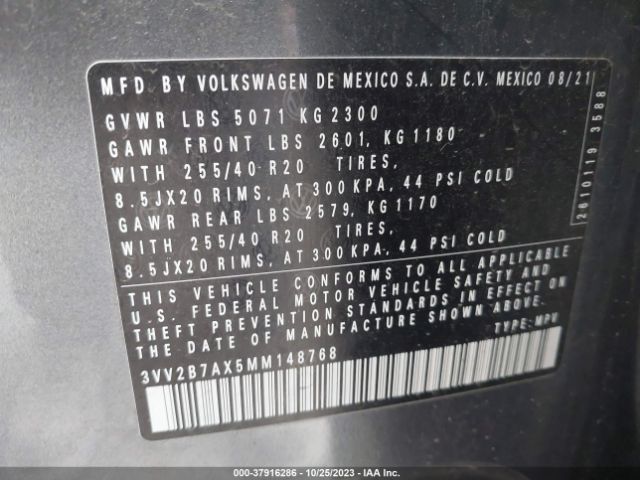 MFD BY VOLKSWAGEN DE MEXICO S.A. DE C.V. MEXICO 08/21
GVWR LBS 5071 KG 2300
GAWR FRONT LBS 2601, KG 1180
WITH 255/40 R20 TIRES,
8.5JX20 RIMS, AT 300 KPA, 44 PSI COLD
GAWR REAR LBS 2579, KG 1170
WITH 255/40 R20 TIRES,
8.5JX20 RIMS, AT 300 KPA, 44 PSI COLD
THIS VEHICLE CONFORMS TO ALL APPLICABLE
U.S. FEDERAL MOTOR VEHICLE SAFETY AND
THEFT PREVENTION STANDARDS IN EFFECT ON
THE DATE OF MANUFACTURE SHOWN ABOVE.
TYPE: MPV
3VV2B7AX5MM148768
2610119 3588
000-37916286 - 10/25/2023 - IAA Inc.